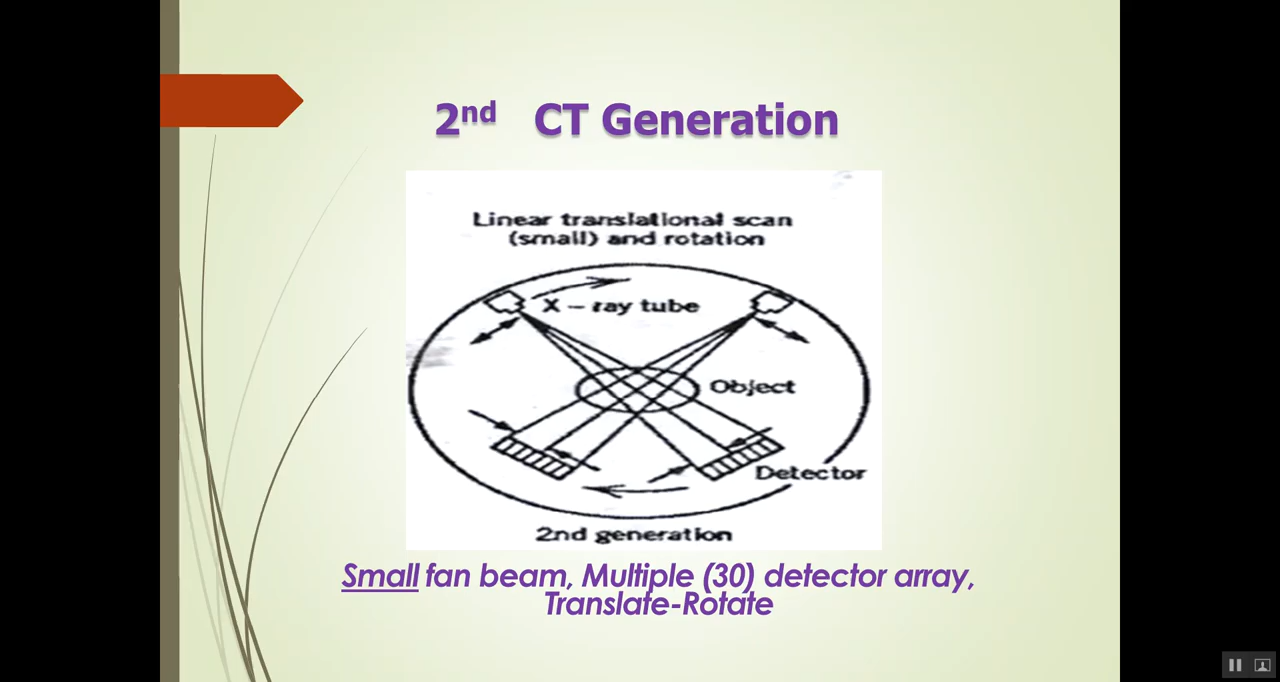 2nd CT Generation
Linear translational scan
(small) and rotation
X - ray tube
Object
Detector
2nd generation
Small fan beam, Multiple (30) detector array,
Translate-Rotate